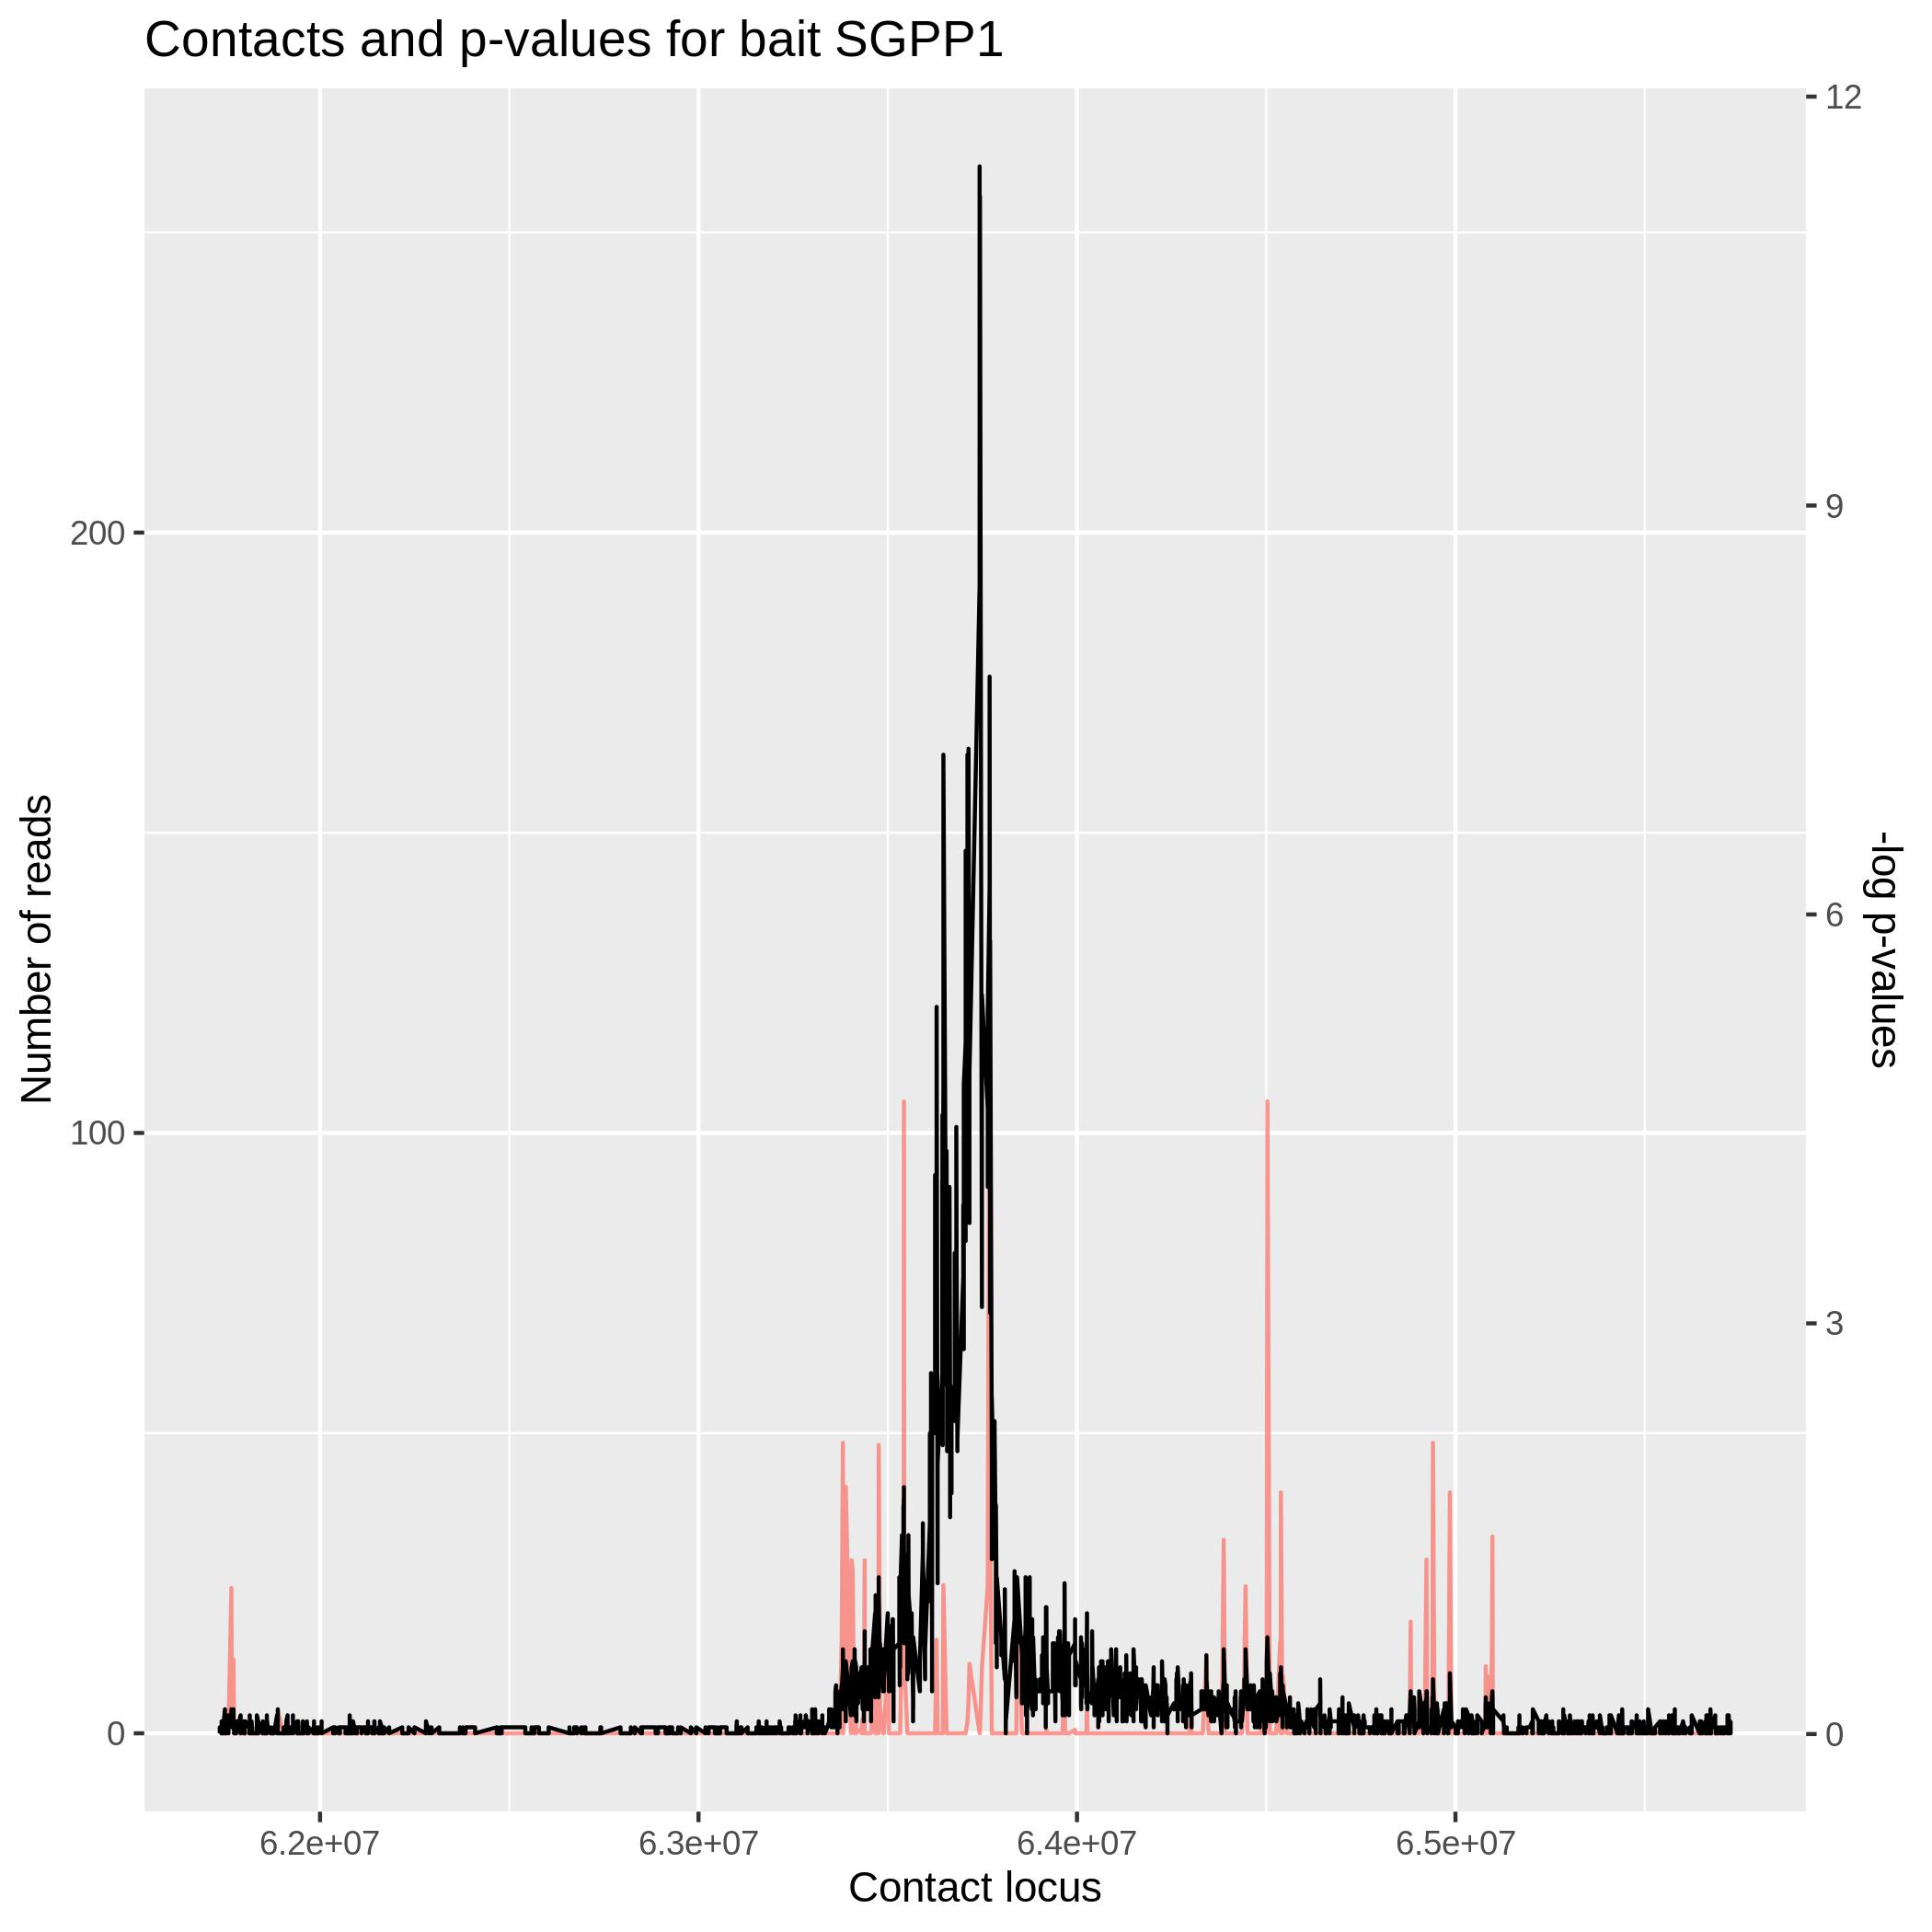 Contacts and p-values for bait SGPP1
12
9
200
6
100
3
0
0
Number of reads
-log p-values
6.2e+07
6.3e+07
6.4e+07
6.5e+07
Contact locus